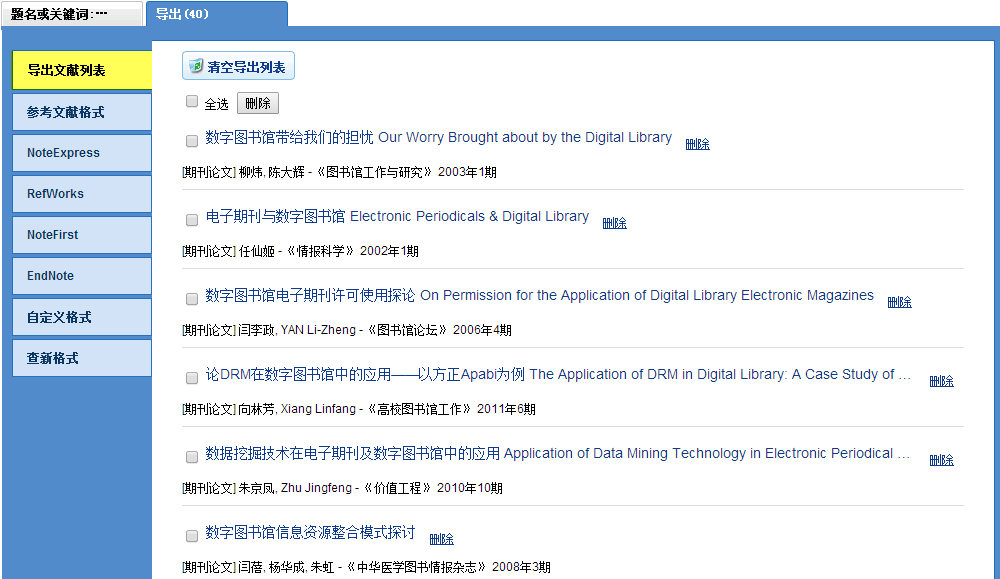 题名或关键词:··· 导出(40)
导出文献列表
参考文献格式
NoteExpress
RefWorks
NoteFirst
EndNote
自定义格式
查新格式
清空导出列表
全选 删除
数字图书馆带给我们的担忧 Our Worry Brought about by the Digital Library 删除
[期刊论文] 柳炜, 陈大辉 - 《图书馆工作与研究》 2003年1期
电子期刊与数字图书馆 Electronic Periodicals & Digital Library 删除
[期刊论文] 任仙姬 - 《情报科学》 2002年1期
数字图书馆电子期刊许可使用探论 On Permission for the Application of Digital Library Electronic Magazines 删除
[期刊论文] 闫李政, YAN Li-Zheng - 《图书馆论坛》 2006年4期
论DRM在数字图书馆中的应用——以方正Apabi为例 The Application of DRM in Digital Library: A Case Study of ... 删除
[期刊论文] 向林芳, Xiang Linfang - 《高校图书馆工作》 2011年6期
数据挖掘技术在电子期刊及数字图书馆中的应用 Application of Data Mining Technology in Electronic Periodical ... 删除
[期刊论文] 朱京凤, Zhu Jingfeng - 《价值工程》 2010年10期
数字图书馆信息资源整合模式探讨 删除
[期刊论文] 闫蓓, 杨华成, 朱虹 - 《中华医学图书情报杂志》 2008年3期